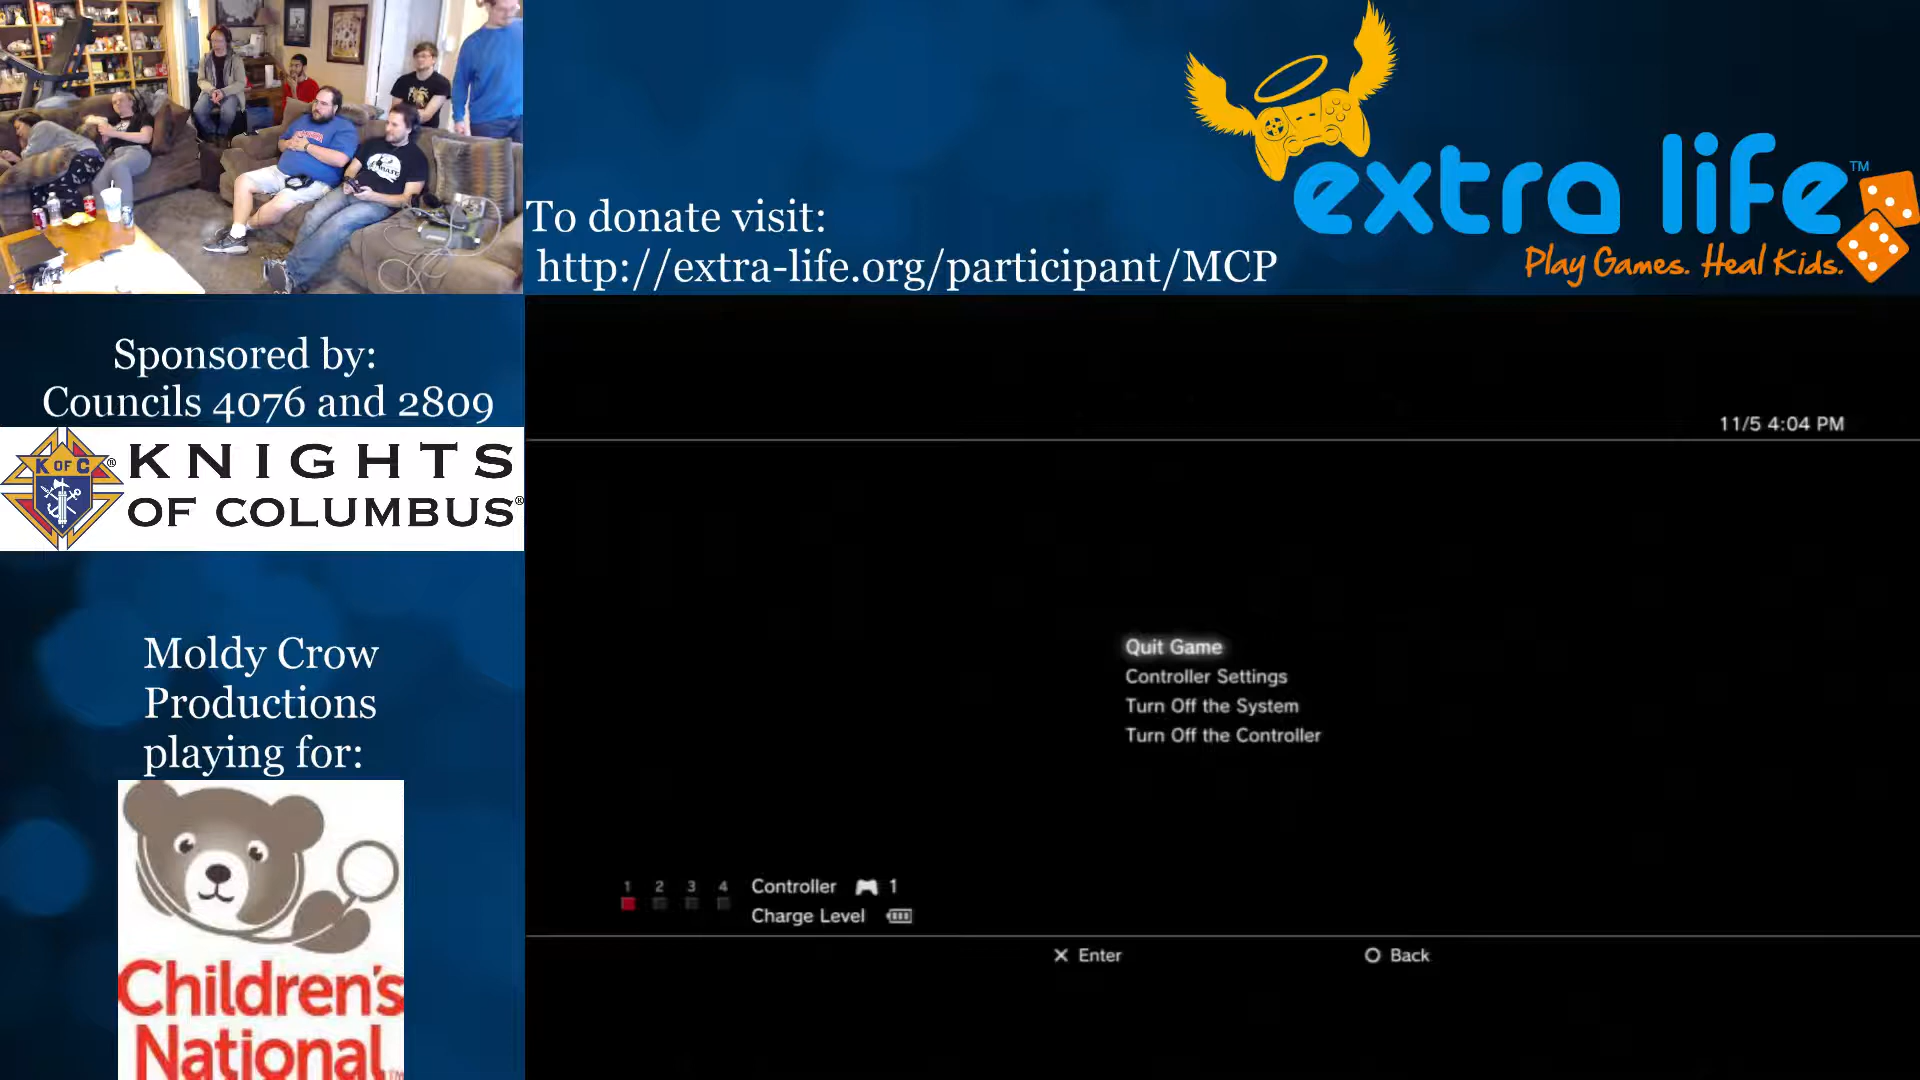 extra life™
Play Games. Heal Kids.
To donate visit:
http://extra-life.org/participant/MCP
Sponsored by:
Councils 4076 and 2809
K OF C®
KNIGHTS
OF COLUMBUS®
Moldy Crow
Productions
playing for:
Children's
National™
11/5 4:04 PM
Quit Game
Controller Settings
Turn Off the System
Turn Off the Controller
1 2 3 4
Controller 1
Charge Level
X Enter
O Back